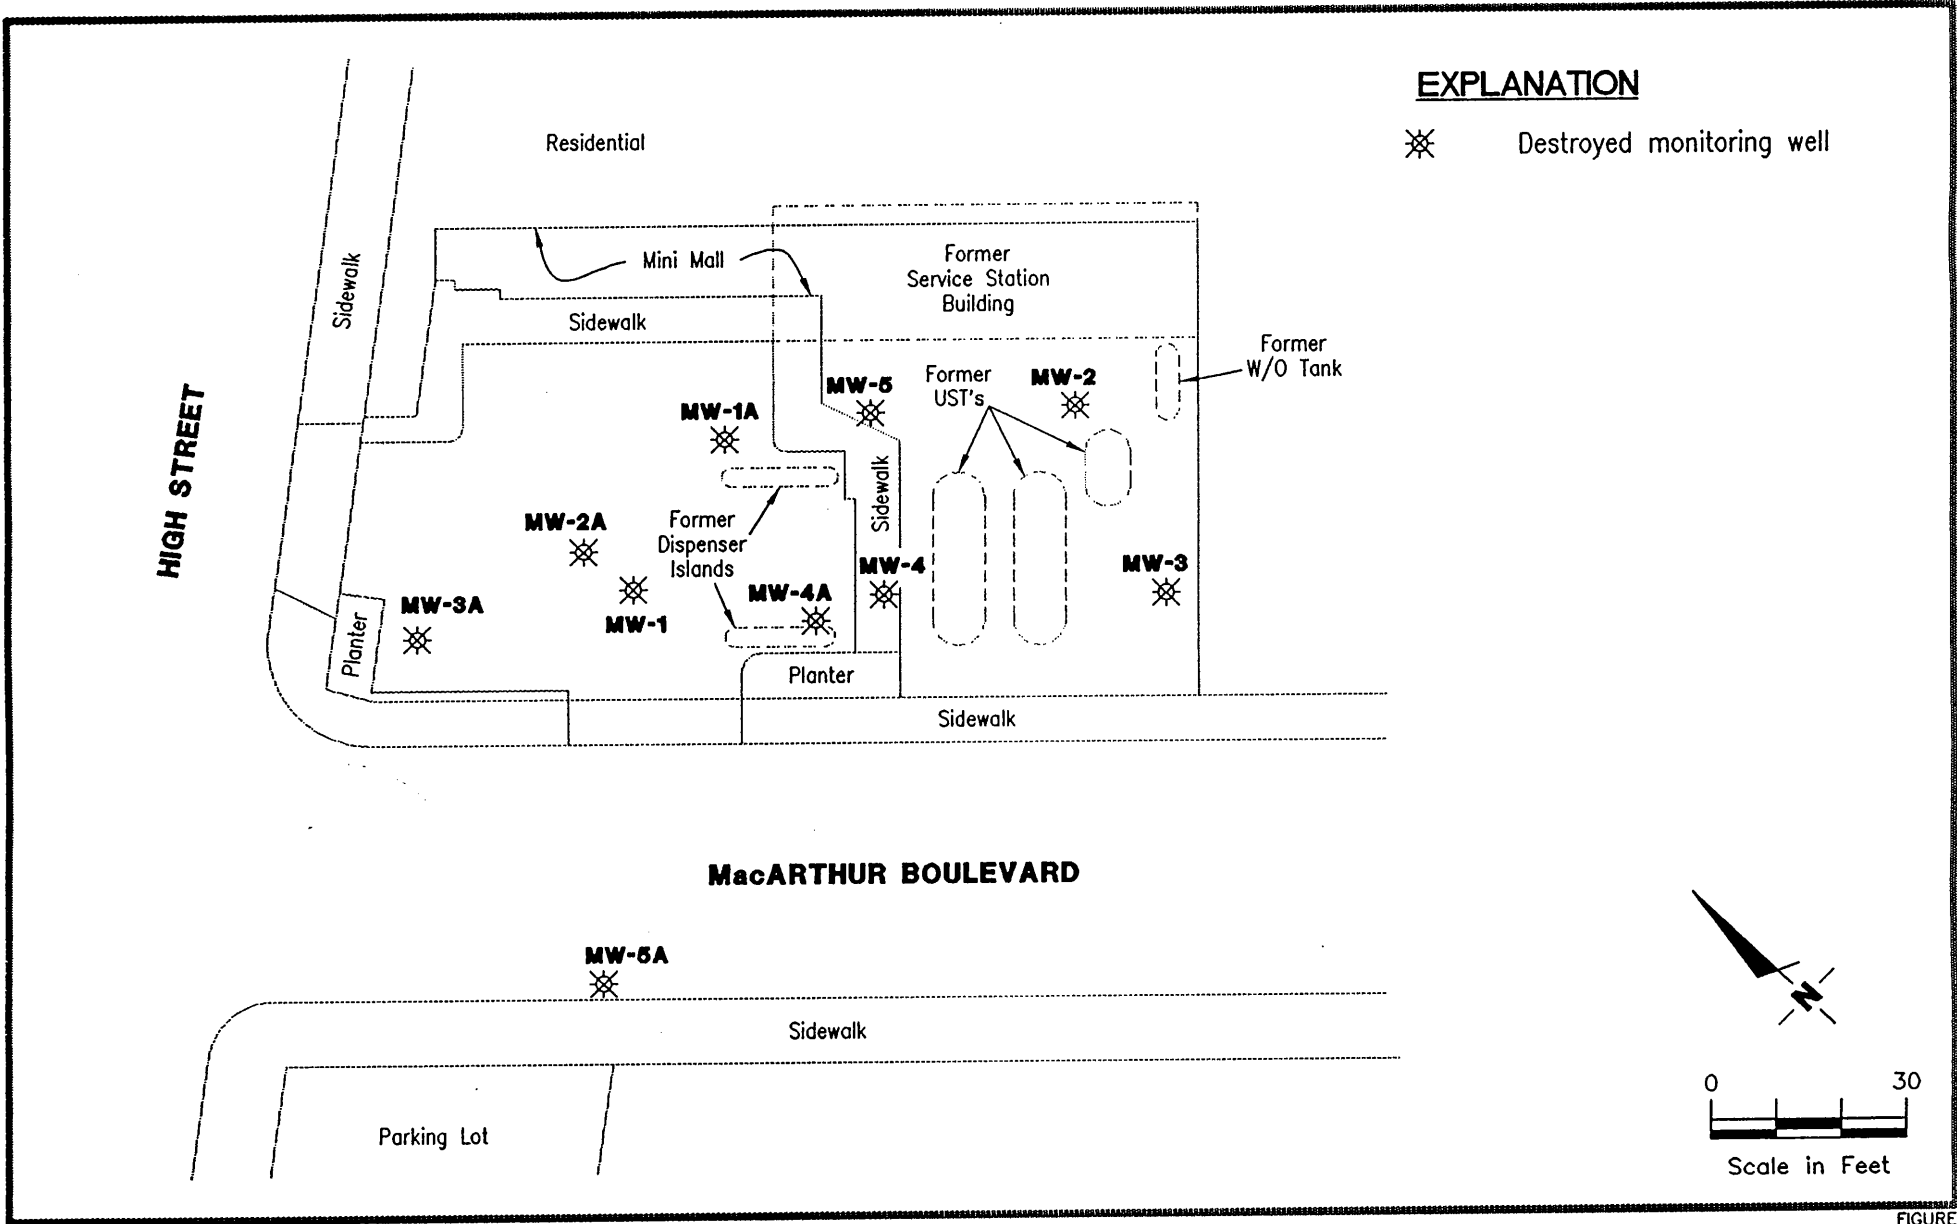 EXPLANATION
Destroyed monitoring well
Residential
Sidewalk
Mini Mall
Former
Service Station
Building
Sidewalk
Former
W/O Tank
HIGH STREET
MW-1A
MW-5
Former
UST's
MW-2
Sidewalk
MW-2A
Former
Dispenser
Islands
MW-4A
MW-4
MW-3
MW-3A
MW-1
Planter
Planter
Sidewalk
MacARTHUR BOULEVARD
MW-5A
Sidewalk
Parking Lot
N
0 30
Scale in Feet
FIGURE